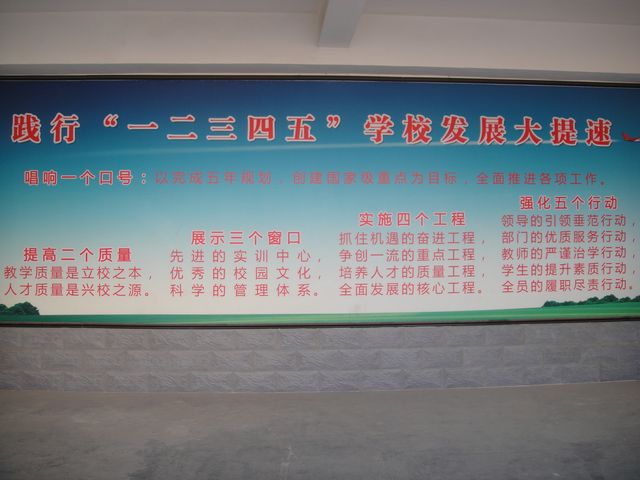 践行“一二三四五”学校发展大提速
唱响一个口号：以完成五年规划，创建国家级重点为目标，全面推进各项工作。
提高二个质量
教学质量是立校之本，
人才质量是兴校之源。
展示三个窗口
先进的实训中心，
优秀的校园文化，
科学的管理体系。
实施四个工程
抓住机遇的奋进工程，
争创一流的重点工程，
培养人才的质量工程，
全面发展的核心工程。
强化五个行动
领导的引领垂范行动，
部门的优质服务行动，
教师的严谨治学行动，
学生的提升素质行动，
全员的履职尽责行动。